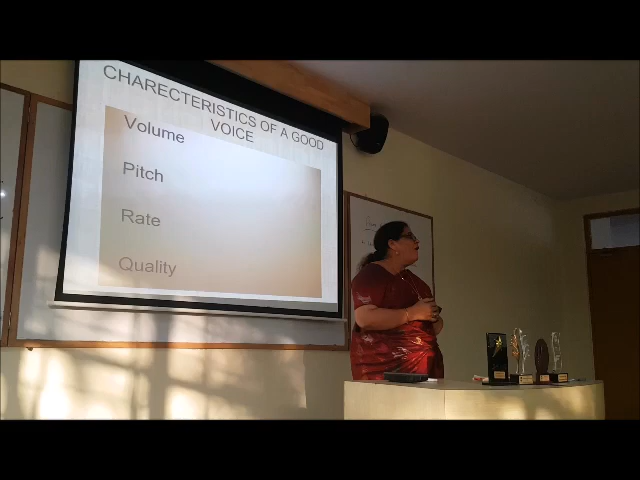 CHARECTERISTICS OF A GOOD
VOICE
Volume
Pitch
Rate
Quality